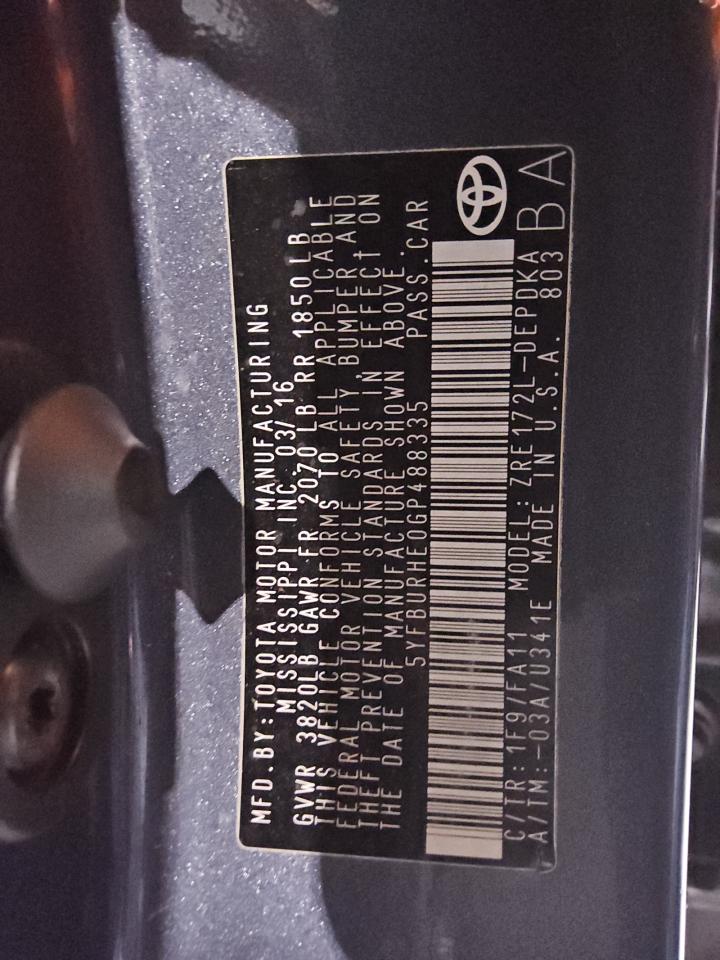 MFD.BY:TOYOTA MOTOR MANUFACTURING
MISSISSIPPI INC. 03/16
GVWR 3820LB GAWR FR 2070 LB RR 1850 LB
THIS VEHICLE CONFORMS TO ALL APPLICABLE
FEDERAL MOTOR VEHICLE SAFETY, BUMPER, AND
THEFT PREVENTION STANDARDS IN EFFECT ON
THE DATE OF MANUFACTURE SHOWN ABOVE.
5YFBURHE0GP488335 PASS.CAR
C/TR:1F9/FA11 MODEL:ZRE172L-DEPDKA
A/TM:-03A/U341E MADE IN U.S.A. 803
BA